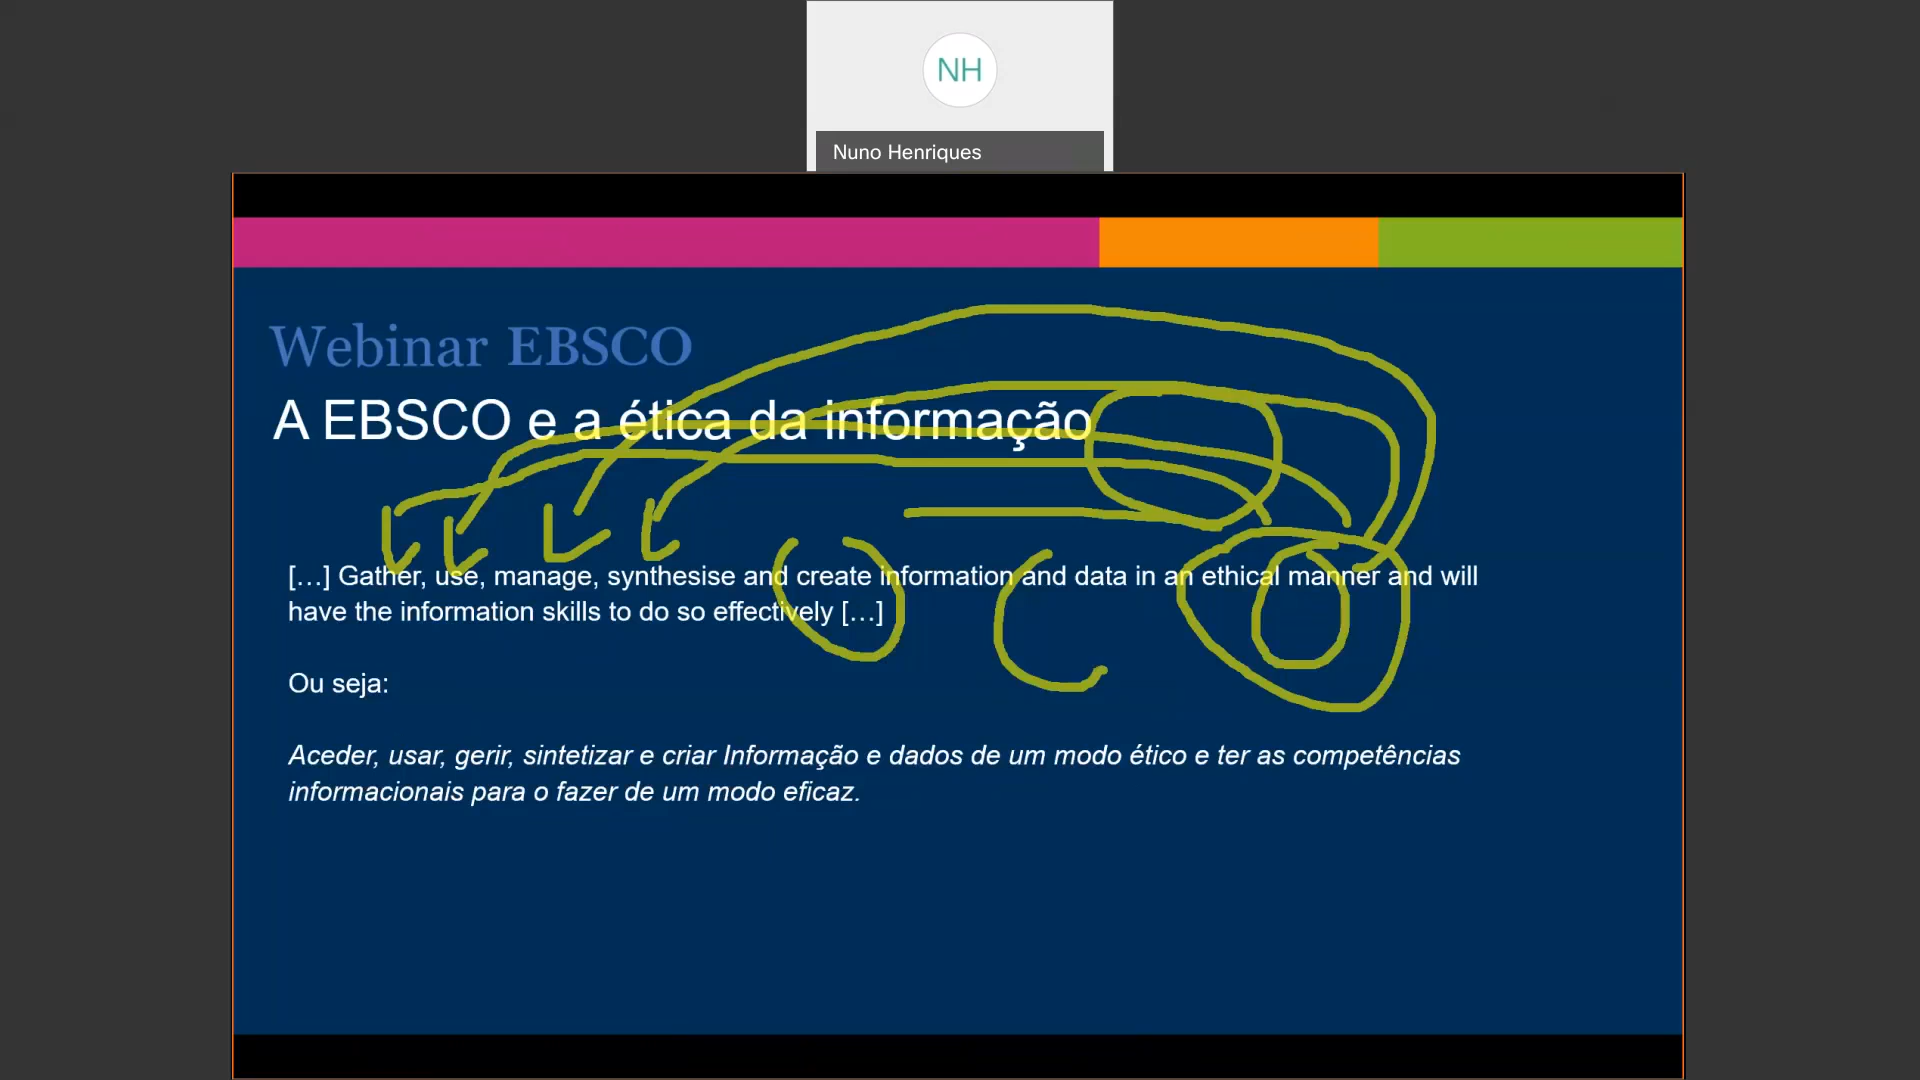 NH
Nuno Henriques
Webinar EBSCO
A EBSCO e a ética da informação
[…] Gather, use, manage, synthesise and create information and data in an ethical manner and will
have the information skills to do so effectively […]
Ou seja:
Aceder, usar, gerir, sintetizar e criar Informação e dados de um modo ético e ter as competências
informacionais para o fazer de um modo eficaz.